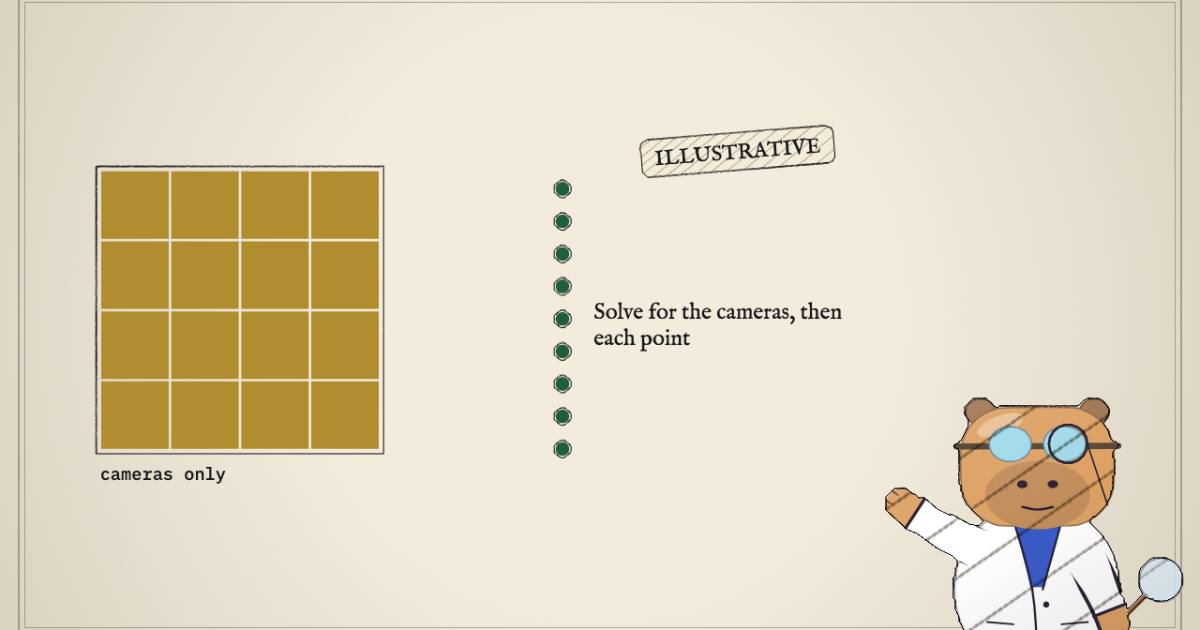 ILLUSTRATIVE
Solve for the cameras, then
each point
cameras only